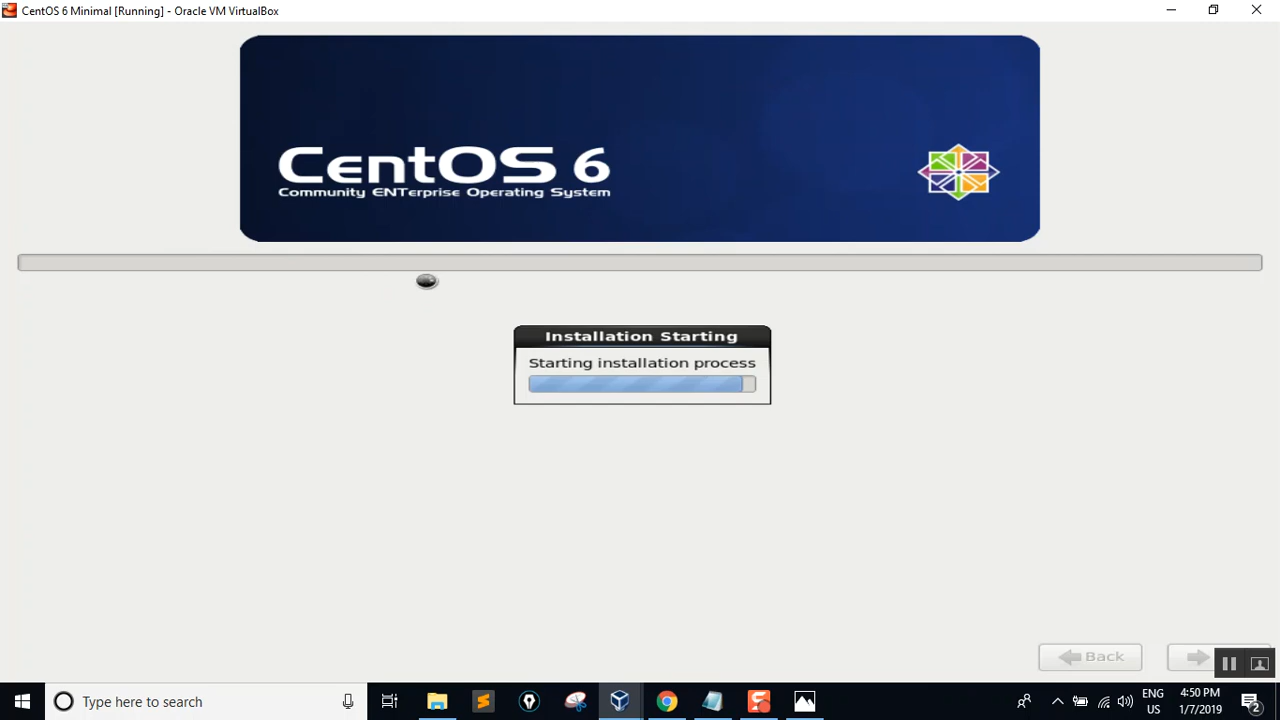 CentOS 6 Minimal [Running] - Oracle VM VirtualBox
CentOS 6
Community ENTerprise Operating System
Installation Starting
Starting installation process
Back
Type here to search
ENG
US
4:50 PM
1/7/2019
2